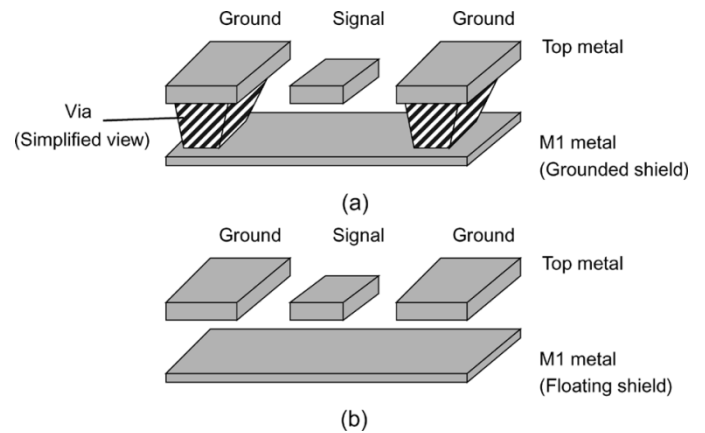 Ground Signal Ground
Top metal
Via
(Simplified view)
M1 metal
(Grounded shield)
(a)
Ground Signal Ground
Top metal
M1 metal
(Floating shield)
(b)